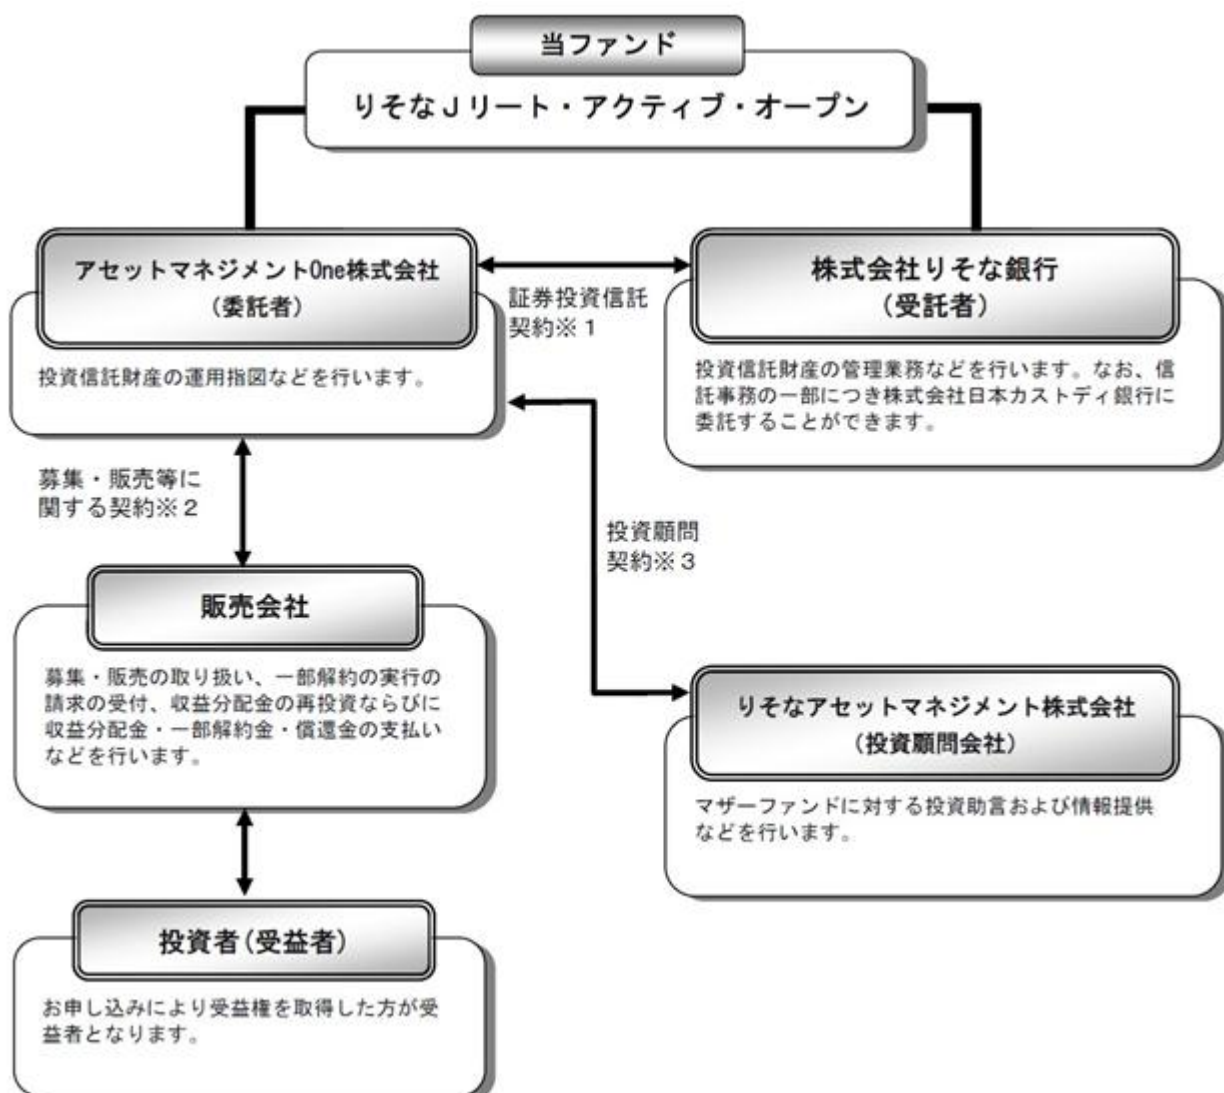 当ファンド
りそなJリート・アクティブ・オープン
アセットマネジメントOne株式会社
(委託者)
投資信託財産の運用指図などを行います。
証券投資信託
契約※1
株式会社りそな銀行
(受託者)
投資信託財産の管理業務などを行います。なお、信
託事務の一部につき株式会社日本カストディ銀行に
委託することができます。
募集・販売等に
関する契約※2
投資顧問
契約※3
販売会社
募集・販売の取り扱い、一部解約の実行の
請求の受付、収益分配金の再投資ならびに
収益分配金・一部解約金・償還金の支払い
などを行います。
りそなアセットマネジメント株式会社
(投資顧問会社)
マザーファンドに対する投資助言および情報提供
などを行います。
投資者(受益者)
お申し込みにより受益権を取得した方が受
益者となります。